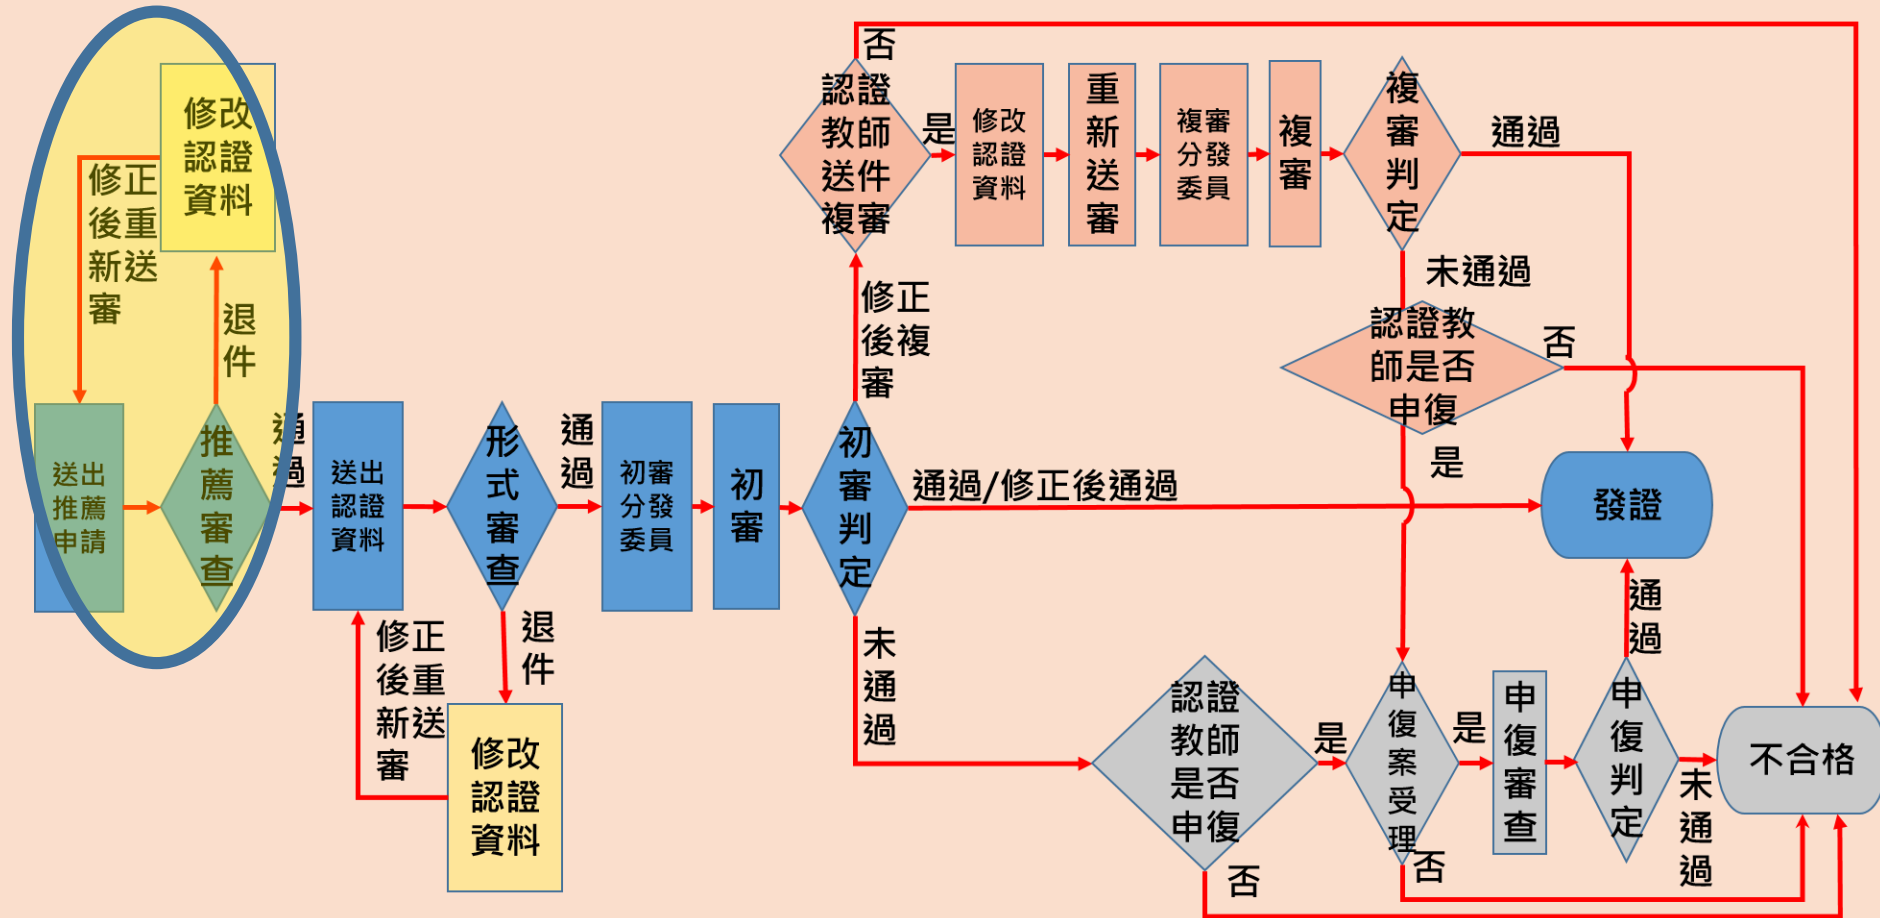 修改
認證
資料
修正
後重
新送
審
退
件
送出
推薦
申請
推
薦
審
查
通
過
送出
認證
資料
形
式
審
查
通
過
退
件
修正
後重
新送
審
修改
認證
資料
初審
分發
委員
初
審
初
審
判
定
修正
後複
審
通過/修正後通過
未
通
過
否
認證
教師
送件
複審
是
修改
認證
資料
重
新
送
審
複審
分發
委員
複
審
複
審
判
定
通過
未通過
認證教
師是否
申復
否
是
發證
認證
教師
是否
申復
是
否
申
復
案
受
理
是
否
申
復
審
查
申
復
判
定
通
過
未
通
過
不合格